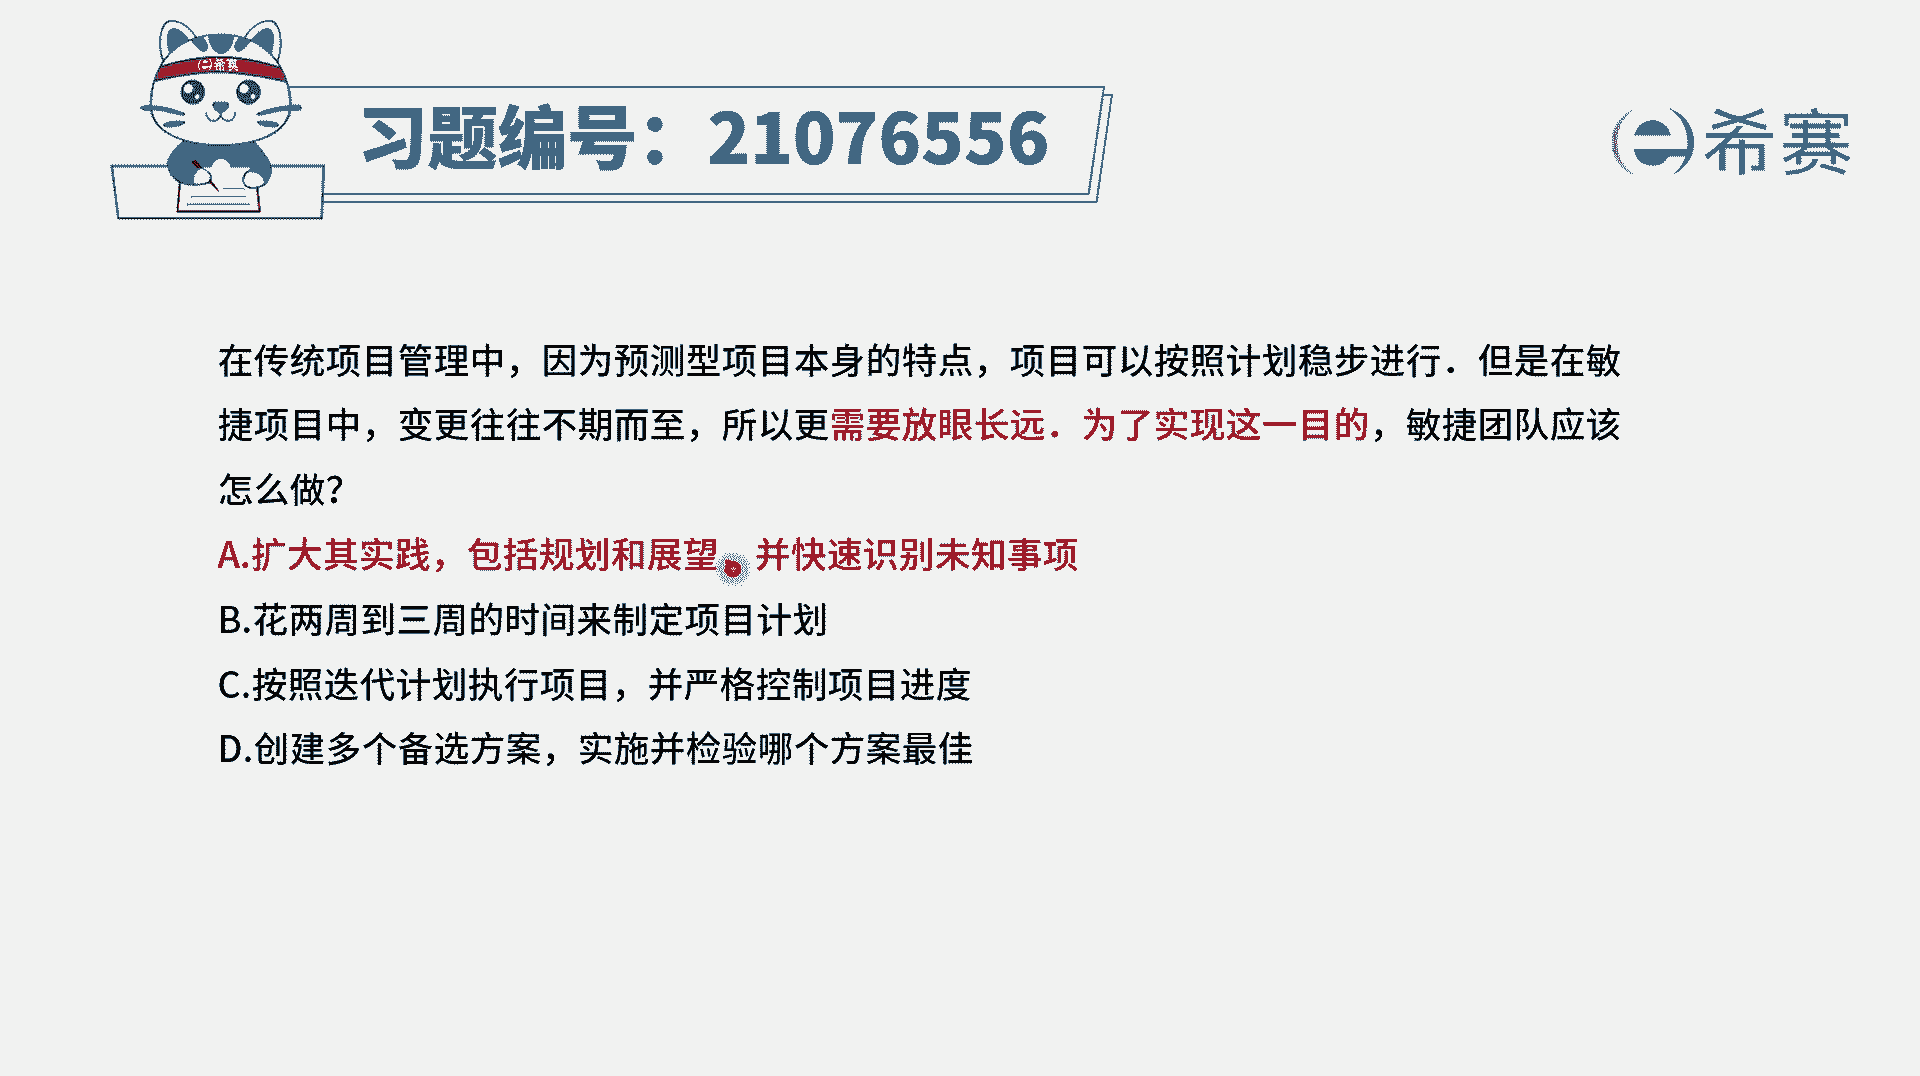 希赛
习题编号：21076556
希赛
在传统项目管理中，因为预测型项目本身的特点，项目可以按照计划稳步进行．但是在敏
捷项目中，变更往往不期而至，所以更需要放眼长远．为了实现这一目的，敏捷团队应该
怎么做？
A.扩大其实践，包括规划和展望，并快速识别未知事项
B.花两周到三周的时间来制定项目计划
C.按照迭代计划执行项目，并严格控制项目进度
D.创建多个备选方案，实施并检验哪个方案最佳